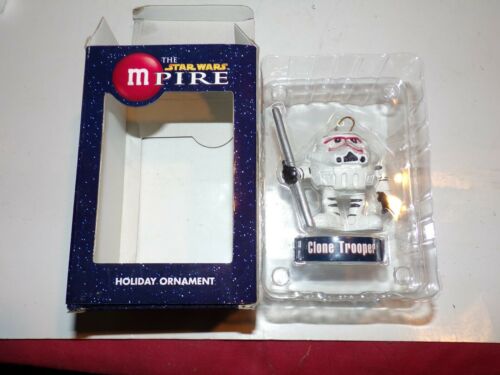 THE
STAR WARS
mPIRE
HOLIDAY ORNAMENT
Clone Trooper